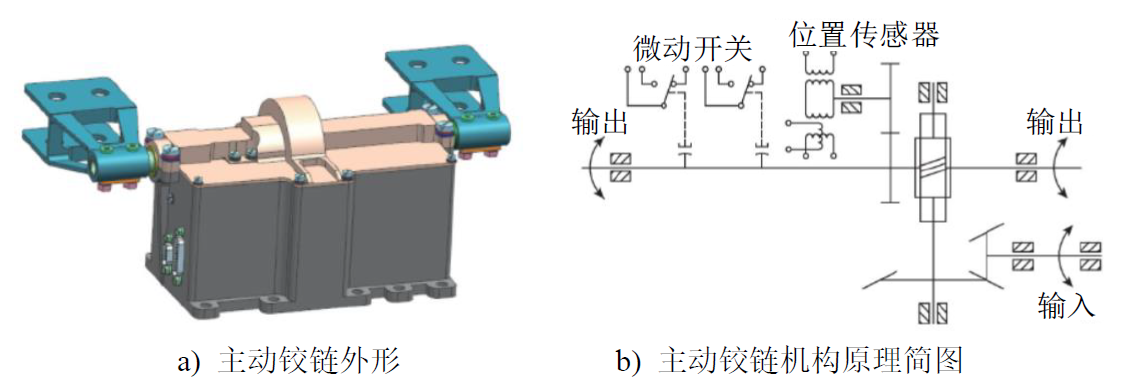 微动开关
位置传感器
输出
输出
输入
a) 主动铰链外形
b) 主动铰链机构原理简图